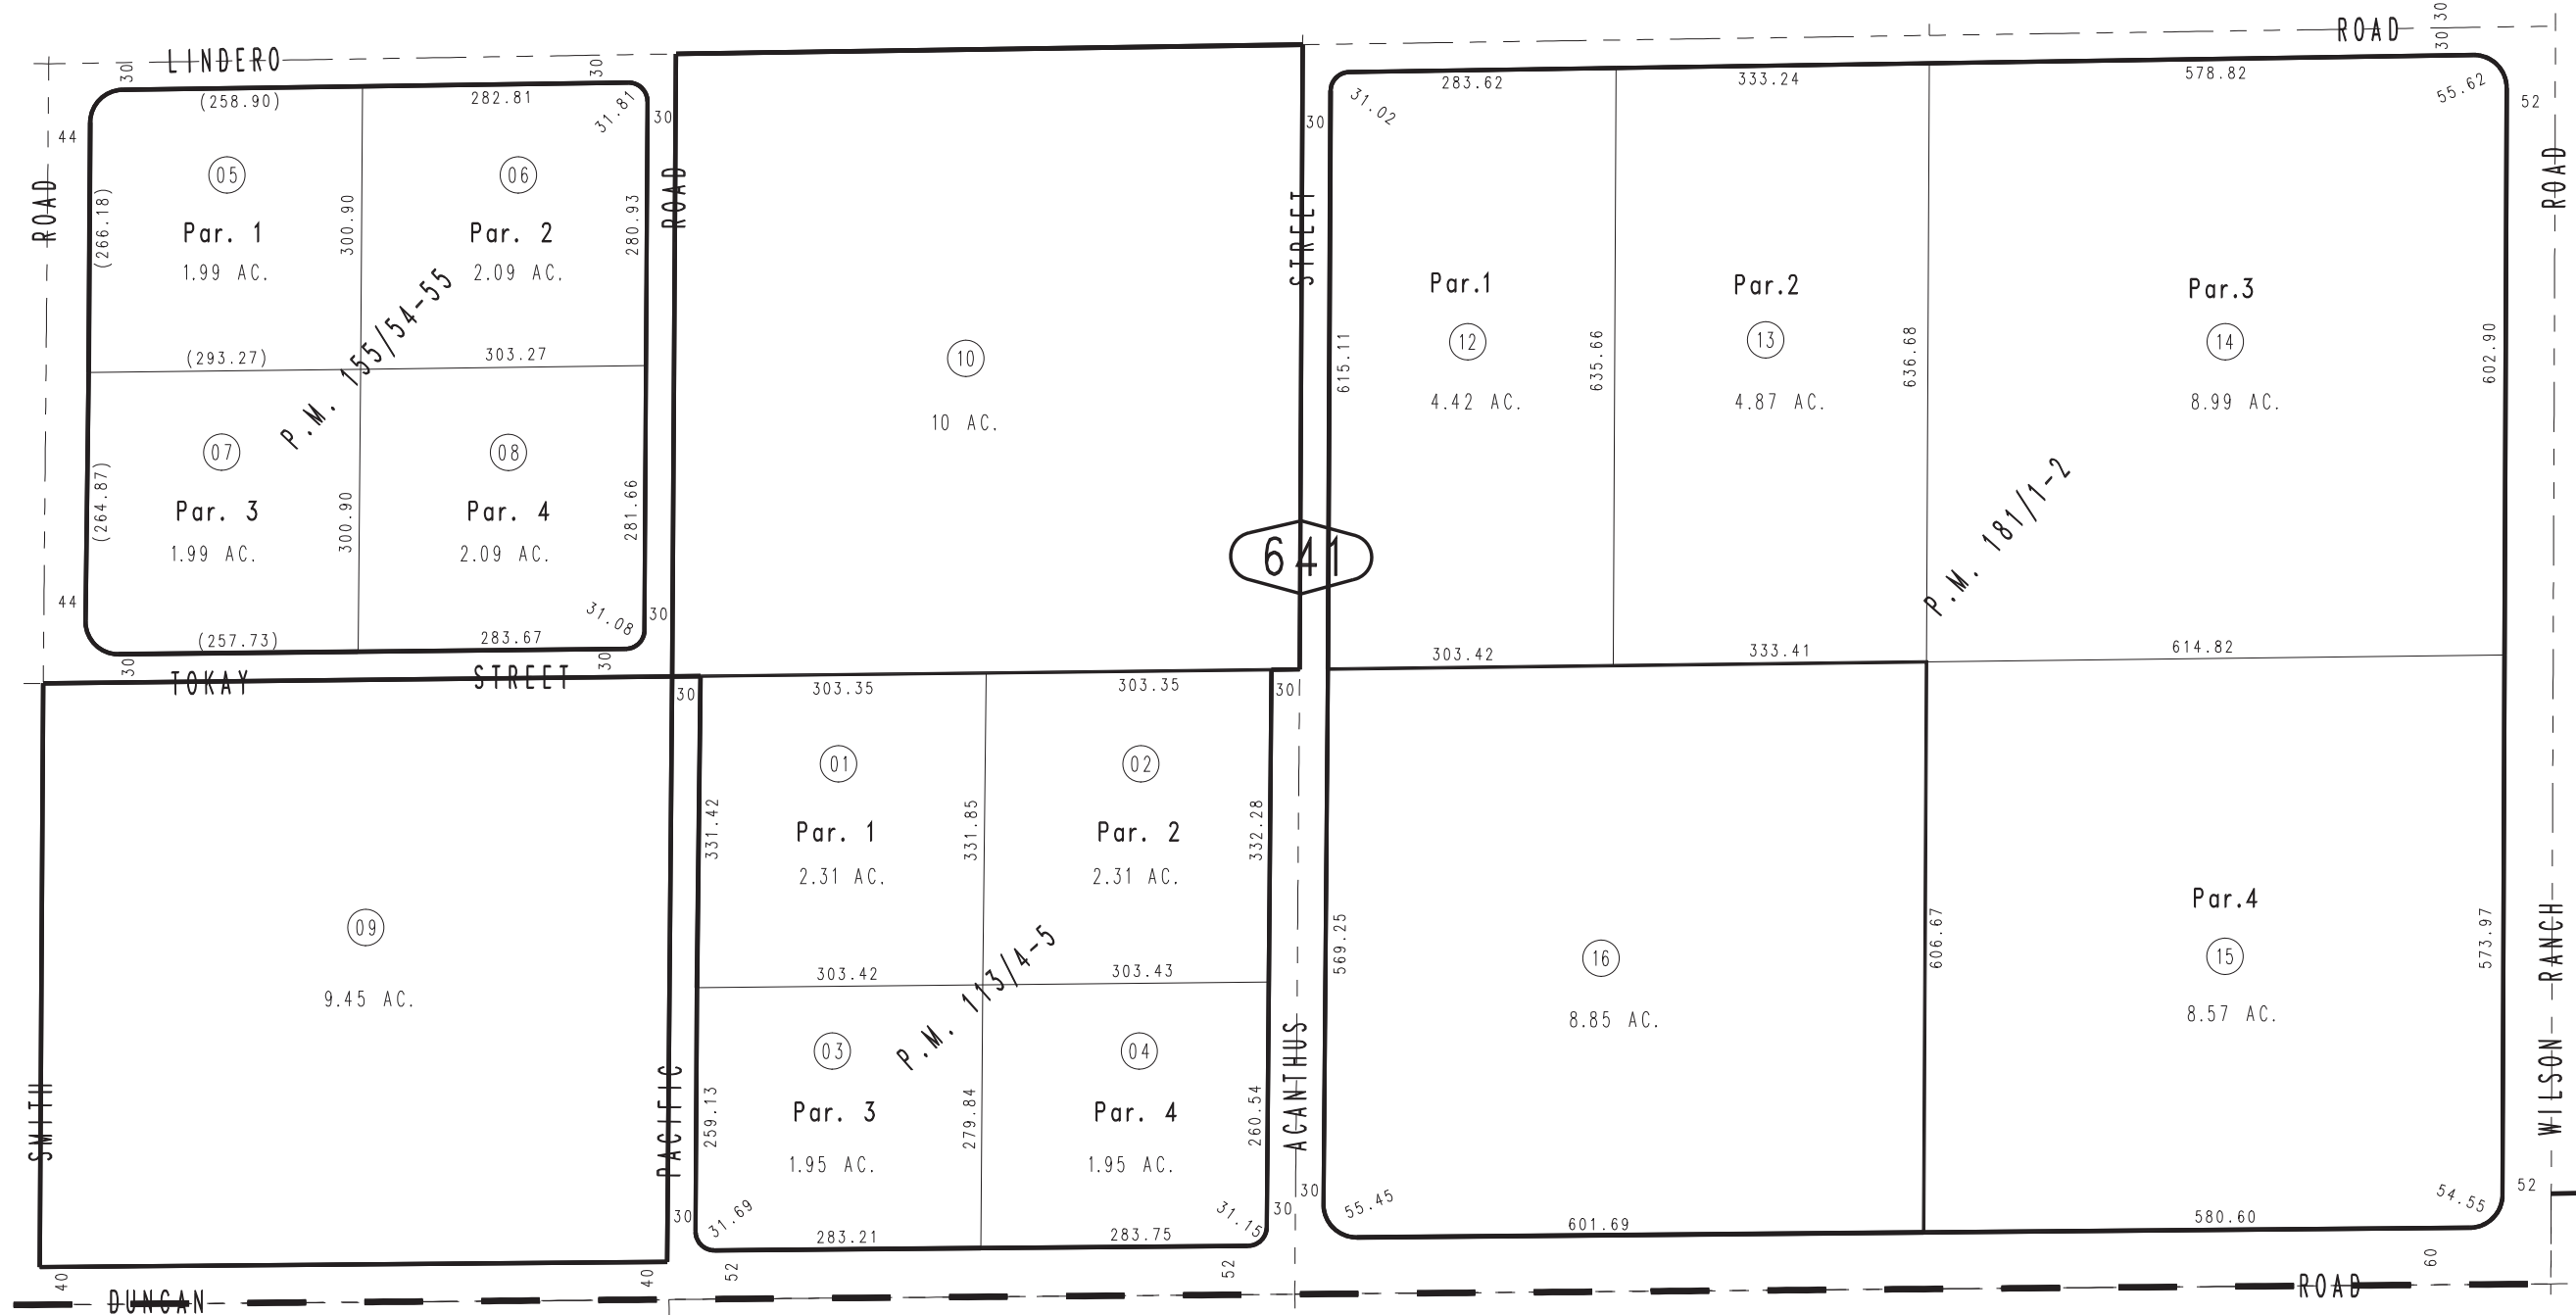 LINDERO
ROAD
30
30
30
30
(258.90)
282.81
31.81
44
30
30
283.62
333.24
578.82
55.62
52
31.02
ROAD
ROAD
STREET
ROAD
05
06
Par. 1
Par. 2
1.99 AC.
2.09 AC.
(266.18)
300.90
280.93
(293.27)
303.27
P.M. 155/54-55
07
08
Par. 3
Par. 4
1.99 AC.
2.09 AC.
(264.87)
300.90
281.66
44
30
31.08
(257.73)
283.67
30
30
TOKAY
STREET
10
10 AC.
641
Par.1
12
4.42 AC.
615.11
635.66
Par.2
13
4.87 AC.
636.68
Par.3
14
8.99 AC.
602.90
P.M. 181/1-2
303.42
333.41
614.82
30
303.35
303.35
30
01
02
Par. 1
Par. 2
2.31 AC.
2.31 AC.
331.42
331.85
332.28
303.42
303.43
P.M. 113/4-5
03
04
Par. 3
Par. 4
1.95 AC.
1.95 AC.
259.13
279.84
260.54
30
31.69
31.15
30
30
283.21
283.75
09
9.45 AC.
SMITH
PACIFIC
ACANTHUS
WILSON RANCH
16
8.85 AC.
569.25
606.67
Par.4
15
8.57 AC.
573.97
55.45
601.69
580.60
54.55
52
40
40
52
52
60
DUNCAN
ROAD